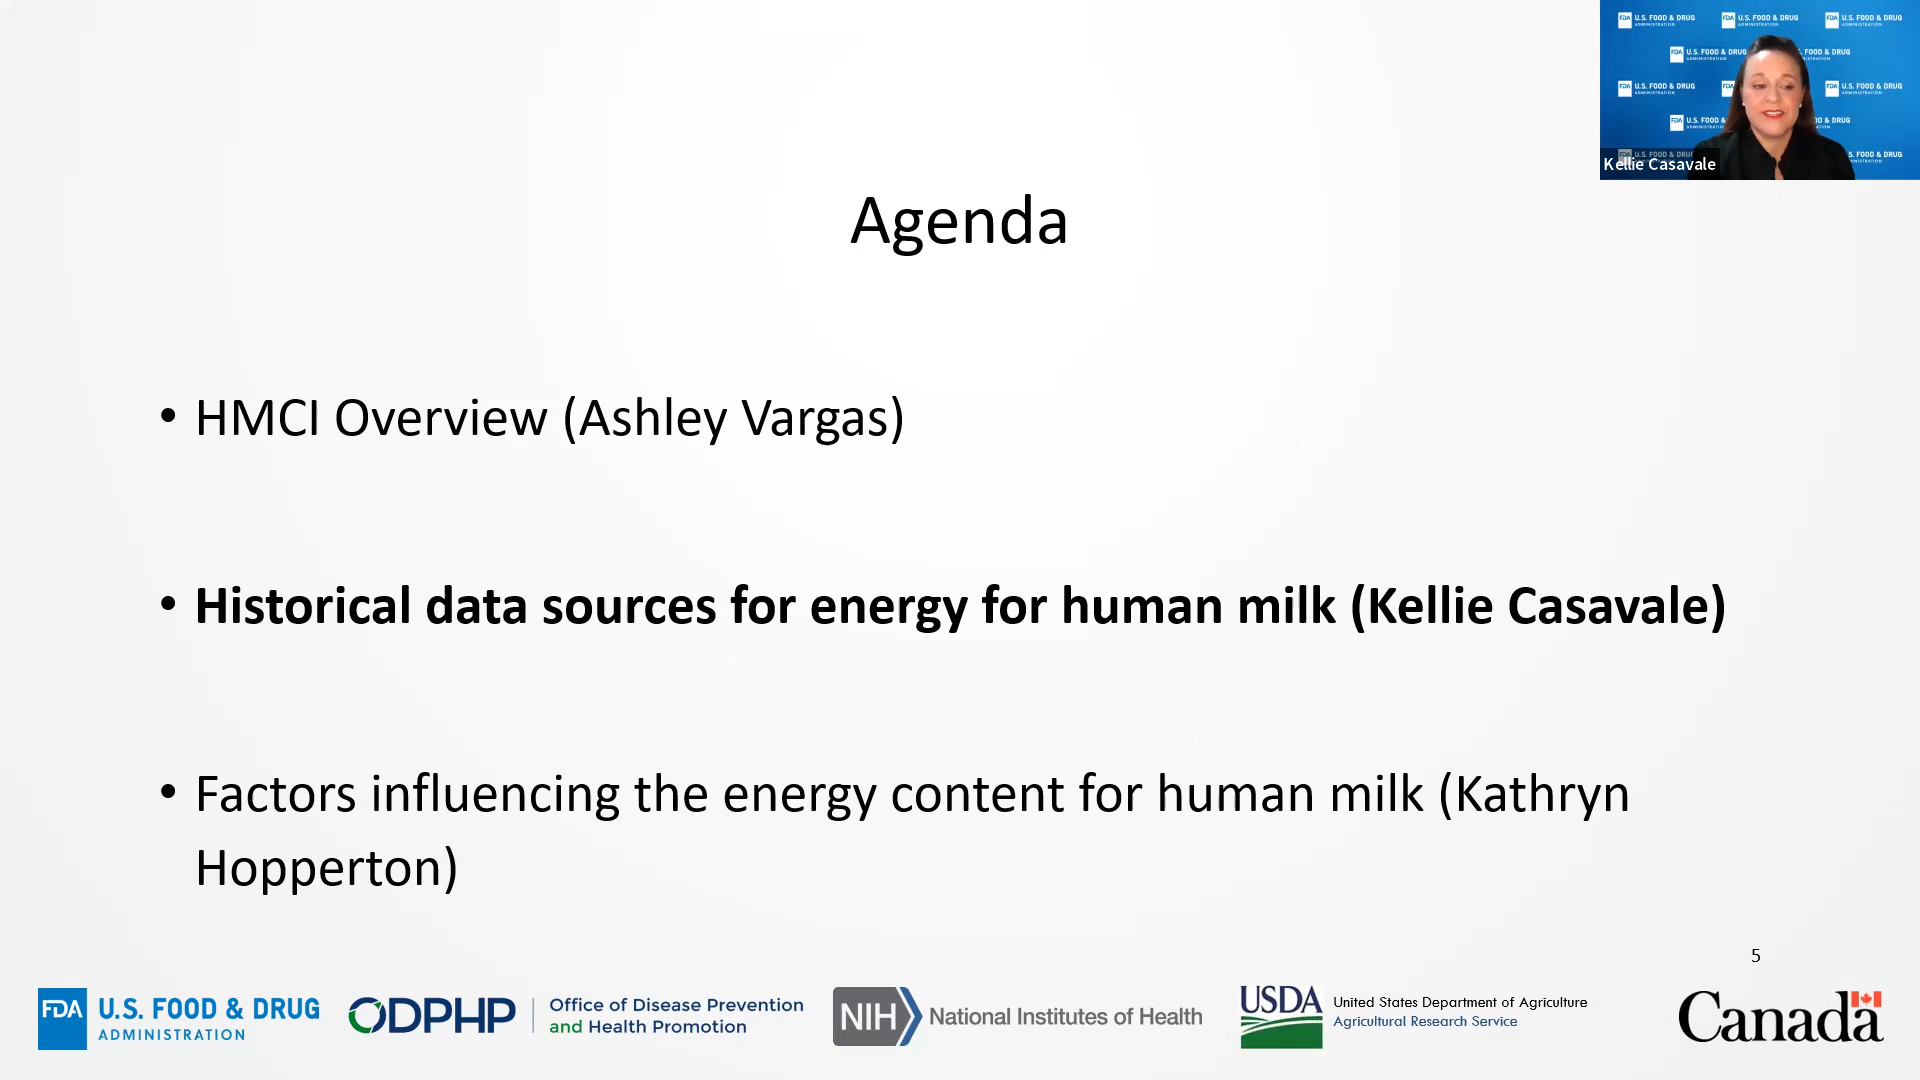 FDA U.S. FOOD & DRUG ADMINISTRATION
Kellie Casavale
Agenda
• HMCI Overview (Ashley Vargas)
• Historical data sources for energy for human milk (Kellie Casavale)
• Factors influencing the energy content for human milk (Kathryn
Hopperton)
5
FDA U.S. FOOD & DRUG
ADMINISTRATION
ODPHP
Office of Disease Prevention
and Health Promotion
NIH National Institutes of Health
USDA
United States Department of Agriculture
Agricultural Research Service
Canada